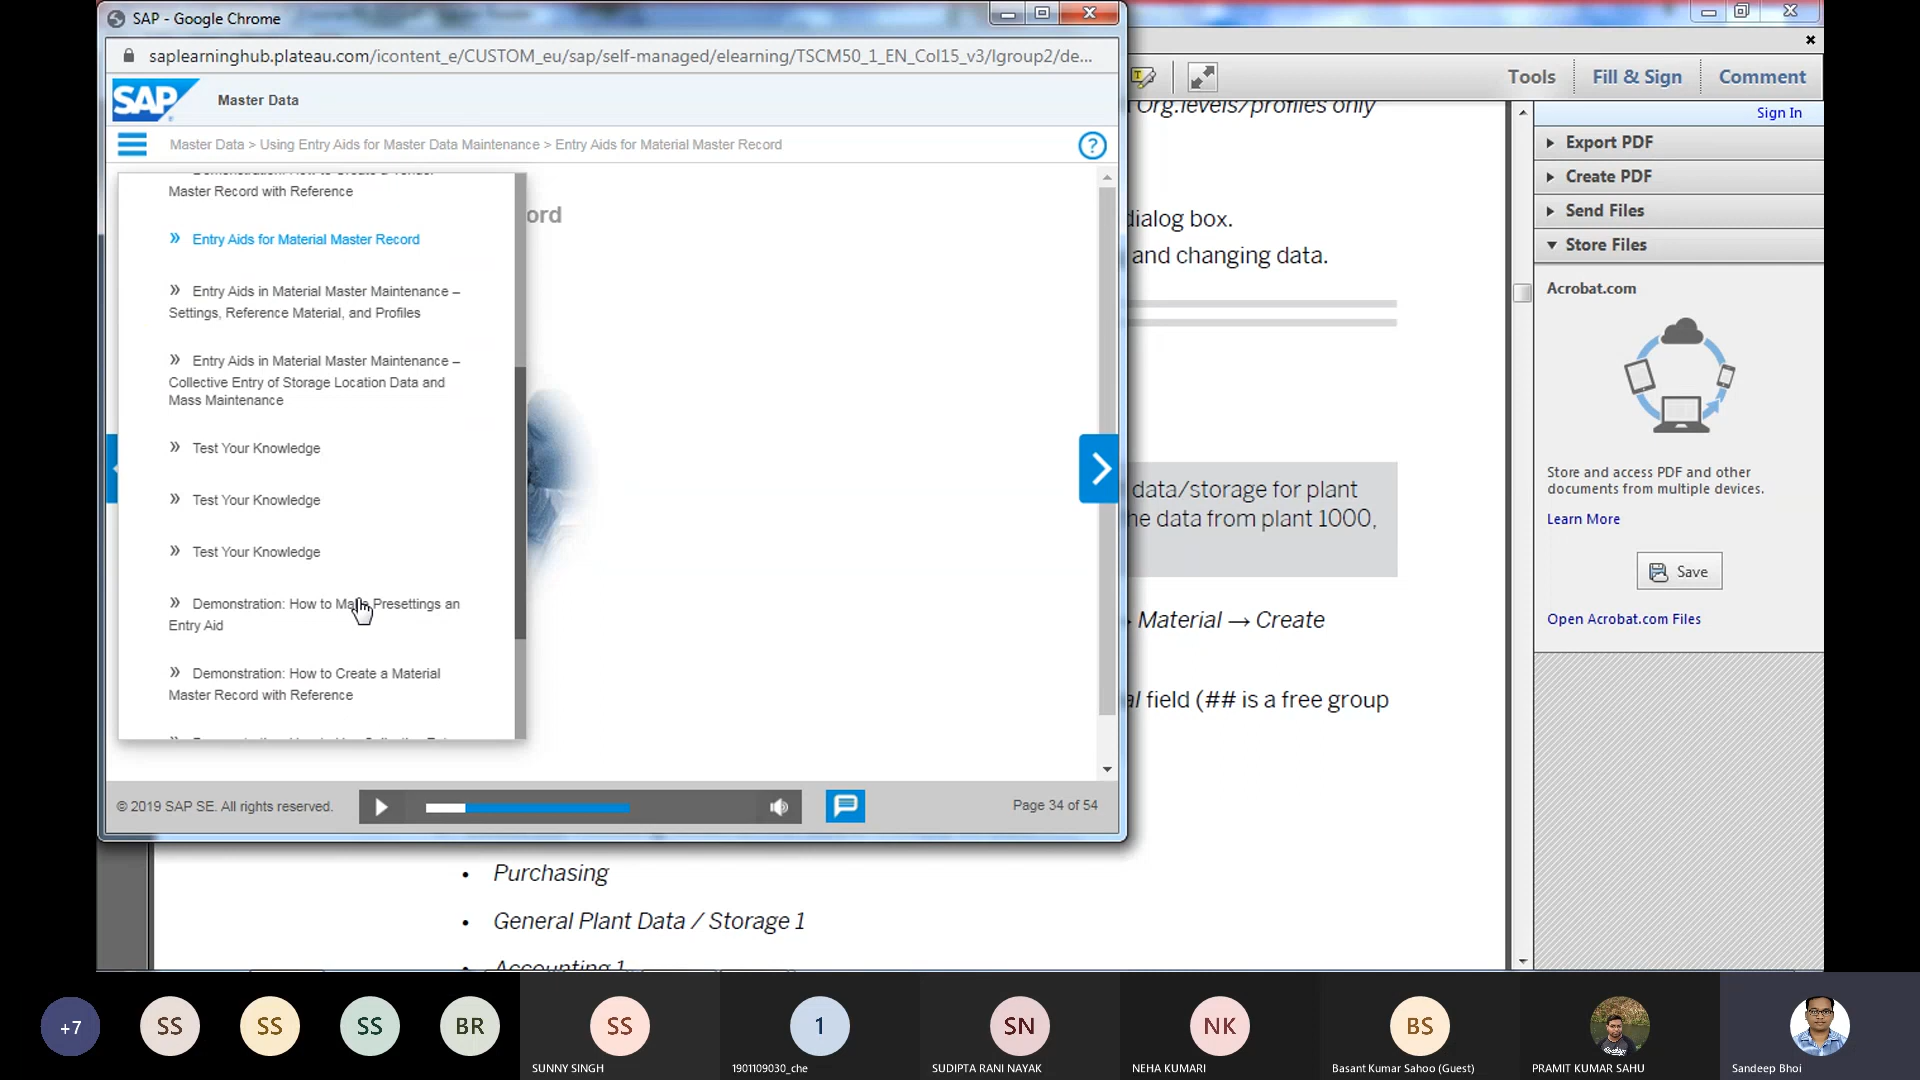 SAP - Google Chrome
saplearninghub.plateau.com/icontent_e/CUSTOM_eu/sap/self-managed/elearning/TSCM50_1_EN_Col15_v3/lgroup2/de...
SAP
Master Data
Master Data > Using Entry Aids for Master Data Maintenance > Entry Aids for Material Master Record
?
Master Record with Reference
ord
» Entry Aids for Material Master Record
» Entry Aids in Material Master Maintenance –
Settings, Reference Material, and Profiles
» Entry Aids in Material Master Maintenance –
Collective Entry of Storage Location Data and
Mass Maintenance
» Test Your Knowledge
» Test Your Knowledge
» Test Your Knowledge
» Demonstration: How to Make Presettings an
Entry Aid
» Demonstration: How to Create a Material
Master Record with Reference
© 2019 SAP SE. All rights reserved.
Page 34 of 54
Tools
Fill & Sign
Comment
Org.levels/profiles only
dialog box.
and changing data.
data/storage for plant
he data from plant 1000,
Material → Create
al field (## is a free group
• Purchasing
• General Plant Data / Storage 1
Accounting 1
Sign In
Export PDF
Create PDF
Send Files
Store Files
Acrobat.com
Store and access PDF and other
documents from multiple devices.
Learn More
Save
Open Acrobat.com Files
+7
SS
SS
SS
BR
SS
SUNNY SINGH
1
1901109030_che
SN
SUDIPTA RANI NAYAK
NK
NEHA KUMARI
BS
Basant Kumar Sahoo (Guest)
PRAMIT KUMAR SAHU
Sandeep Bhoi